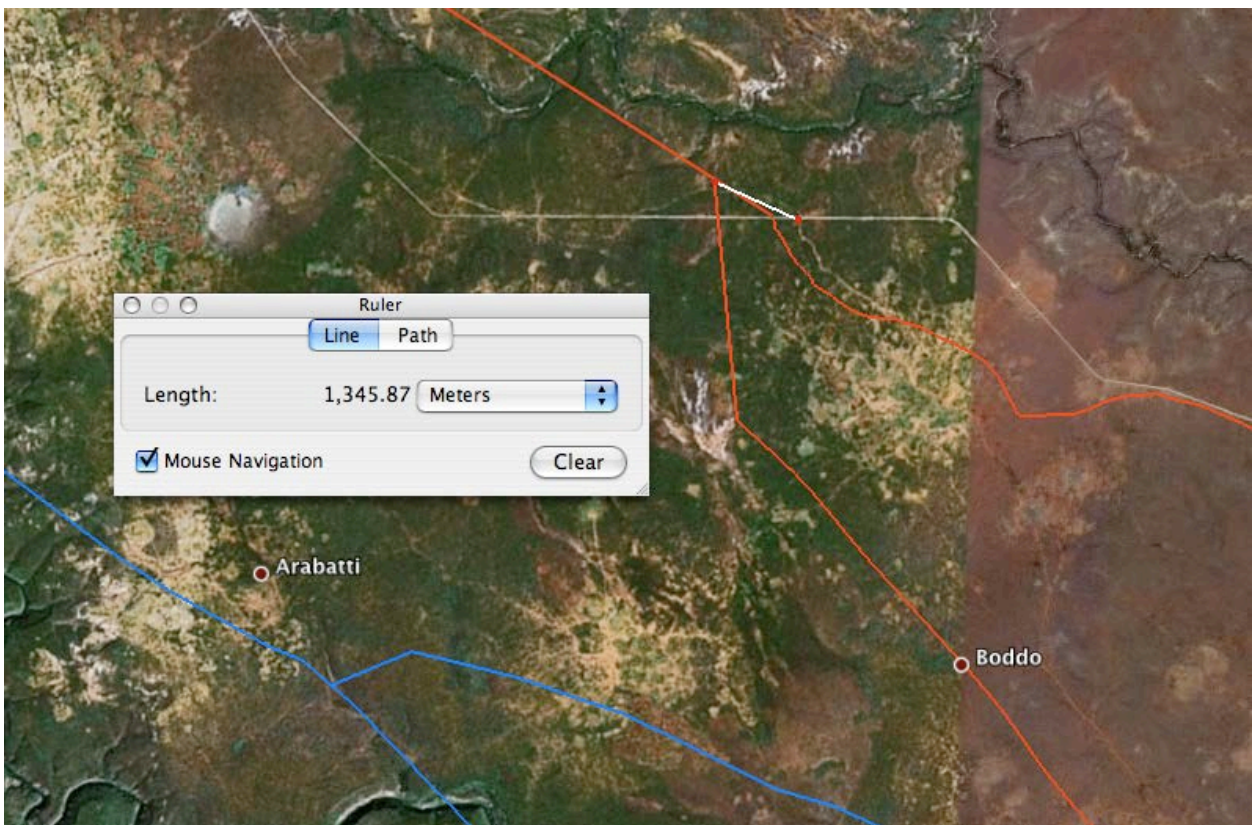 Ruler
Line Path
Length: 1,345.87 Meters
Mouse Navigation Clear
Arabatti
Boddo